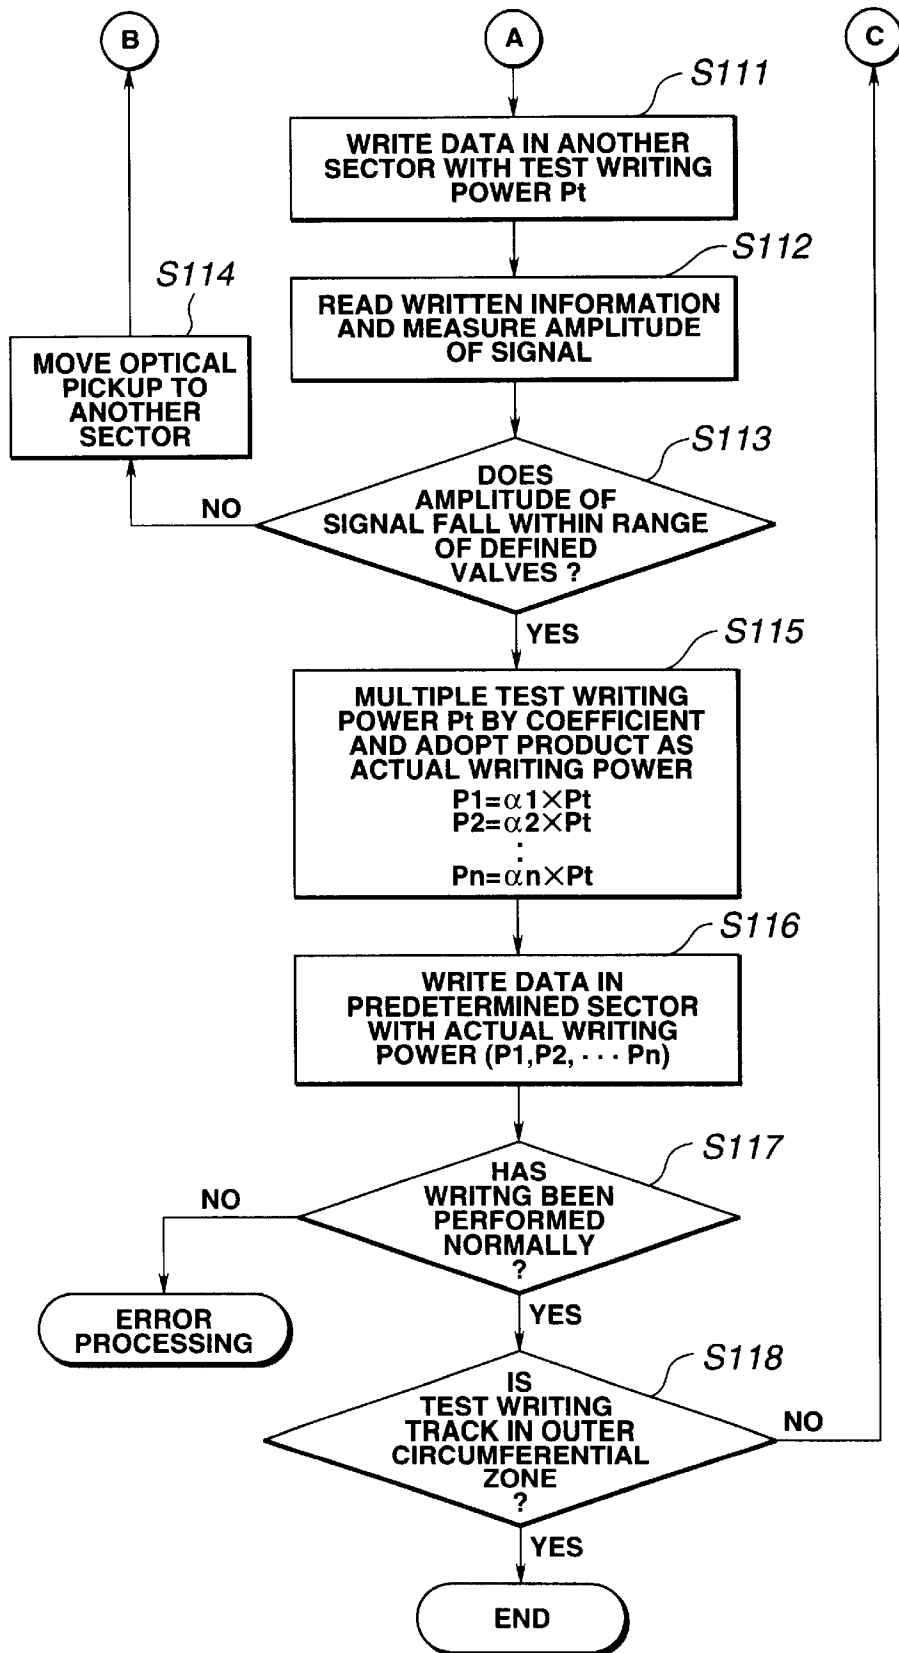 B
A
C
S111
WRITE DATA IN ANOTHER
SECTOR WITH TEST WRITING
POWER Pt
S112
READ WRITTEN INFORMATION
AND MEASURE AMPLITUDE
OF SIGNAL
S114
MOVE OPTICAL
PICKUP TO
ANOTHER
SECTOR
S113
DOES
AMPLITUDE OF
SIGNAL FALL WITHIN RANGE
OF DEFINED
VALVES ?
NO
YES
S115
MULTIPLE TEST WRITING
POWER Pt BY COEFFICIENT
AND ADOPT PRODUCT AS
ACTUAL WRITING POWER
P1=α1×Pt
P2=α2×Pt
:
Pn=αn×Pt
S116
WRITE DATA IN
PREDETERMINED SECTOR
WITH ACTUAL WRITING
POWER (P1,P2, ··· Pn)
S117
HAS
WRITNG BEEN
PERFORMED
NORMALLY
?
NO
ERROR
PROCESSING
YES
S118
IS
TEST WRITING
TRACK IN OUTER
CIRCUMFERENTIAL
ZONE
?
NO
YES
END